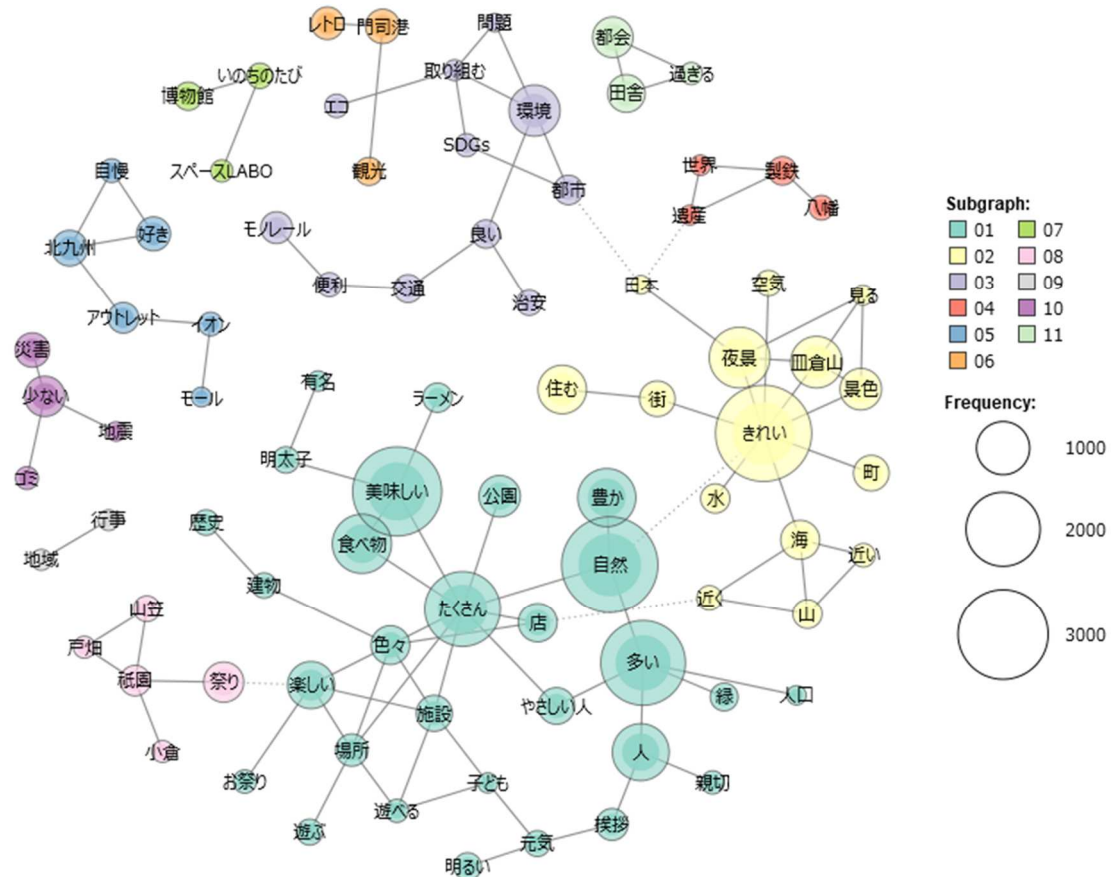 レトロ
門司港
問題
都会
いのちのたび
取り組む
過ぎる
博物館
エコ
環境
田舎
SDGs
自慢
スペースLABO
観光
都市
世界
製鉄
遺産
八幡
北九州
好き
モノレール
良い
便利
交通
治安
日本
空気
見る
アウトレット
イオン
災害
夜景
皿倉山
少ない
モール
有名
ラーメン
住む
街
景色
地震
きれい
明太子
ゴミ
美味しい
公園
豊か
水
町
行事
歴史
食べ物
海
近い
地域
建物
自然
たくさん
店
近く
山
山笠
戸畑
色々
祇園
祭り
楽しい
多い
施設
やさしい人
緑
人口
小倉
場所
人
お祭り
子ども
親切
遊ぶ
遊べる
挨拶
元気
明るい
Subgraph:
01
02
03
04
05
06
07
08
09
10
11
Frequency:
1000
2000
3000